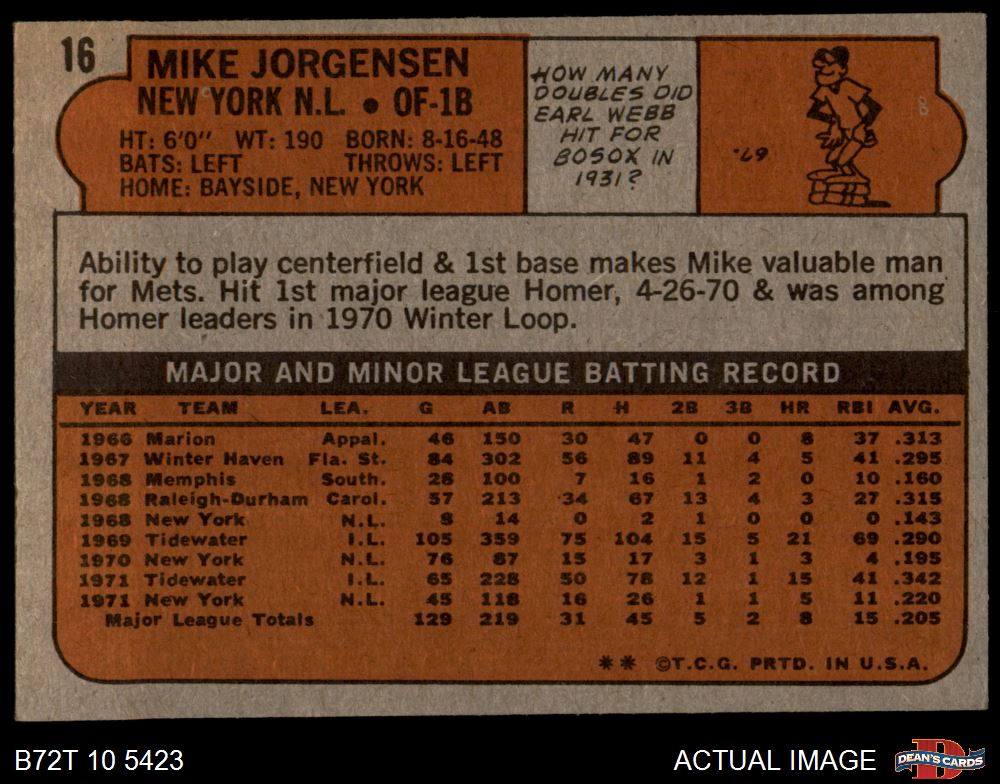 16
MIKE JORGENSEN
NEW YORK N.L. • OF-1B
HT: 6'0" WT: 190 BORN: 8-16-48
BATS: LEFT THROWS: LEFT
HOME: BAYSIDE, NEW YORK
HOW MANY
DOUBLES DID
EARL WEBB
HIT FOR
BOSOX IN
1931?
67.
Ability to play centerfield & 1st base makes Mike valuable man
for Mets. Hit 1st major league Homer, 4-26-70 & was among
Homer leaders in 1970 Winter Loop.
MAJOR AND MINOR LEAGUE BATTING RECORD
YEAR TEAM LEA. G AB R H 2B 3B HR RBI AVG.
1966 Marion Appal. 46 150 30 47 0 0 8 37 .313
1967 Winter Haven Fla. St. 84 302 56 89 11 4 5 41 .295
1968 Memphis South. 28 100 7 16 1 2 0 10 .160
1968 Raleigh-Durham Carol. 57 213 34 67 13 4 3 27 .315
1968 New York N.L. 8 14 0 2 1 0 0 0 .143
1969 Tidewater I.L. 105 359 75 104 15 5 21 69 .290
1970 New York N.L. 76 87 15 17 3 1 3 4 .195
1971 Tidewater I.L. 65 228 50 78 12 1 15 41 .342
1971 New York N.L. 45 118 16 26 1 1 5 11 .220
Major League Totals 129 219 31 45 5 2 8 15 .205
** ©T.C.G. PRTD. IN U.S.A.
B72T 10 5423
ACTUAL IMAGE
D
DEAN'S CARDS